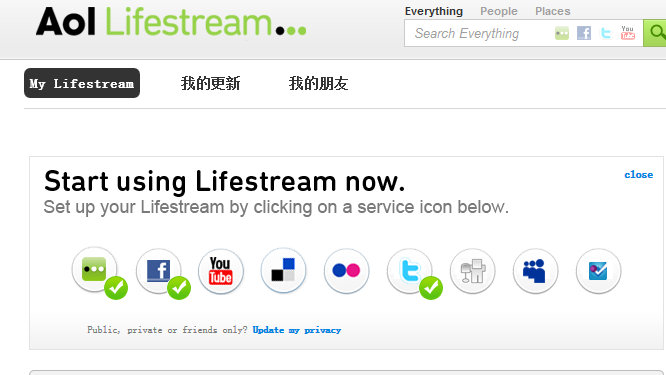 Aol Lifestream...
Everything People Places
Search Everything
You Tube
My Lifestream 我的更新 我的朋友
close
Start using Lifestream now.
Set up your Lifestream by clicking on a service icon below.
You
Tube
Public, private or friends only? Update my privacy